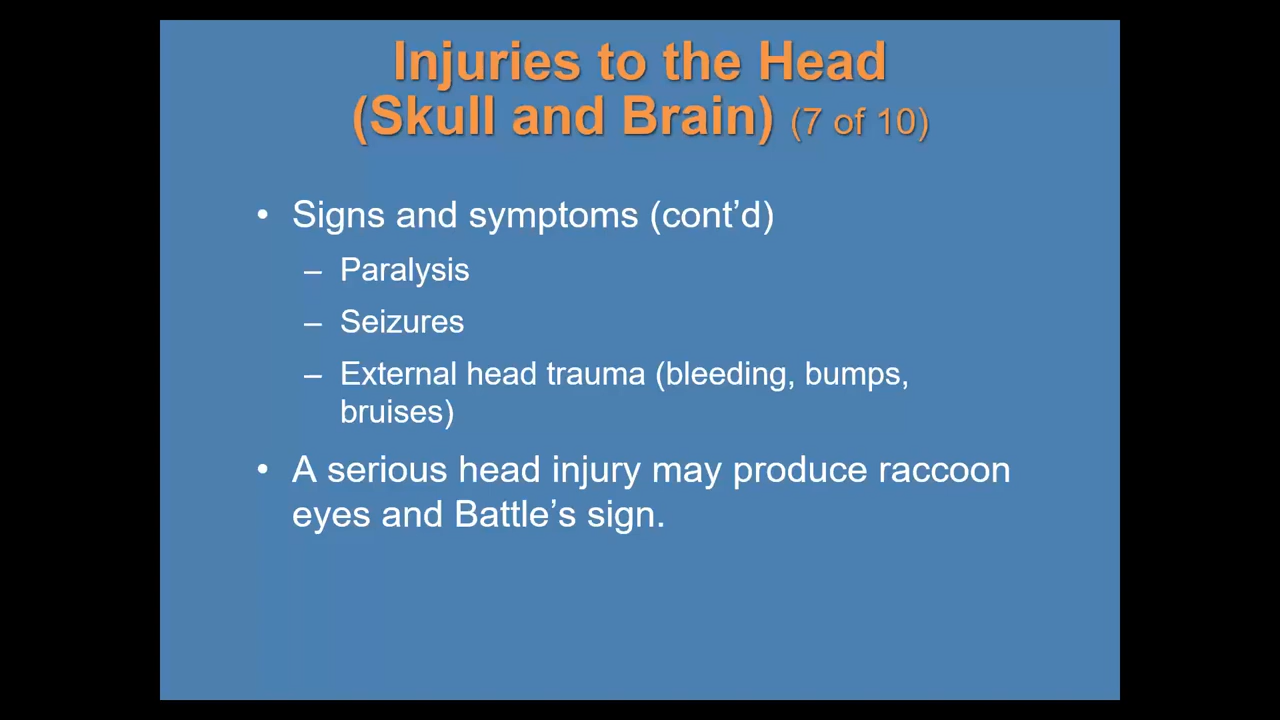 Injuries to the Head
(Skull and Brain) (7 of 10)
• Signs and symptoms (cont’d)
– Paralysis
– Seizures
– External head trauma (bleeding, bumps,
bruises)
• A serious head injury may produce raccoon
eyes and Battle’s sign.